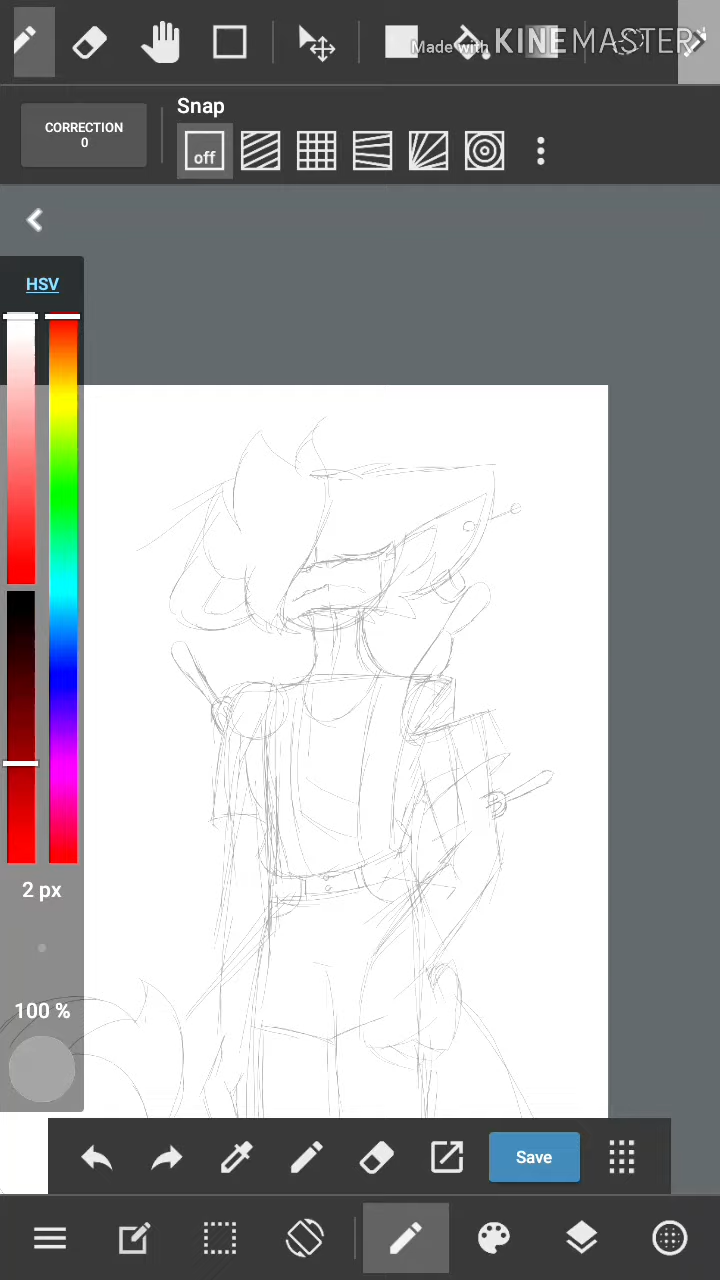 Made with KINEMASTER
Snap
CORRECTION
0
off
HSV
2 px
100 %
Save